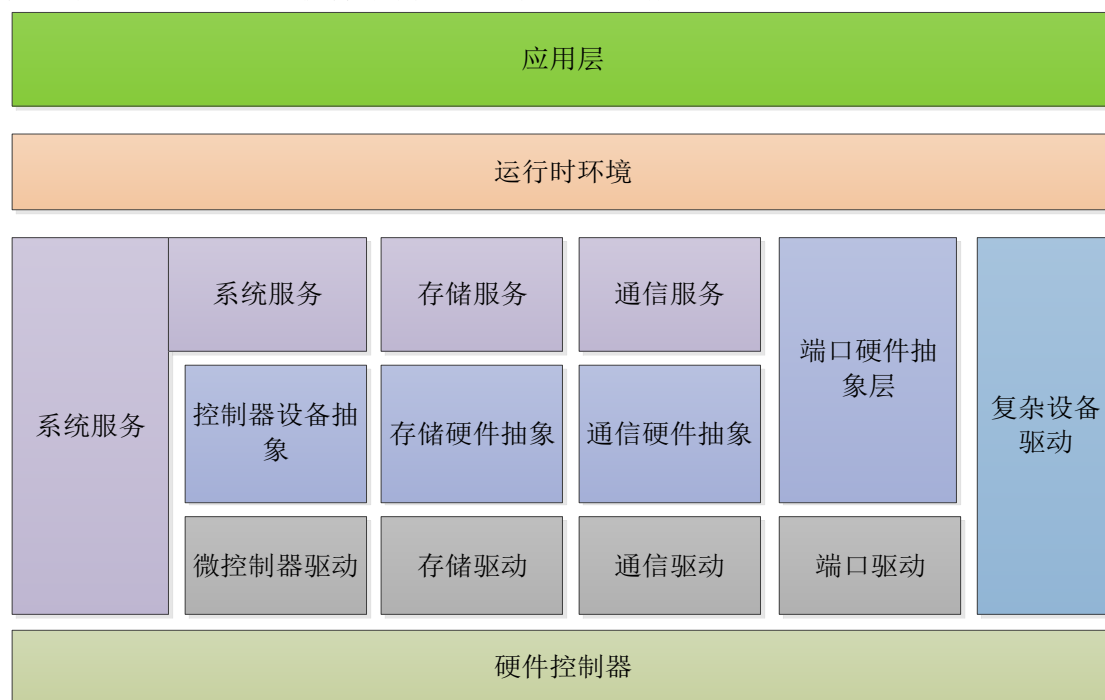 应用层
运行时环境
系统服务
系统服务
存储服务
通信服务
端口硬件抽
象层
复杂设备
驱动
控制器设备抽
象
存储硬件抽象
通信硬件抽象
微控制器驱动
存储驱动
通信驱动
端口驱动
硬件控制器